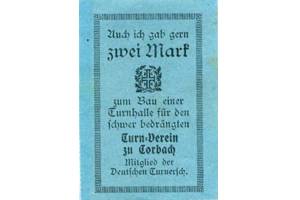 Auch ich gab gern
zwei Mark
zum Bau einer
Turnhalle für den
schwer bedrängten
Turn-Verein
zu Corbach
Mitglied der
Deutschen Turnersch.